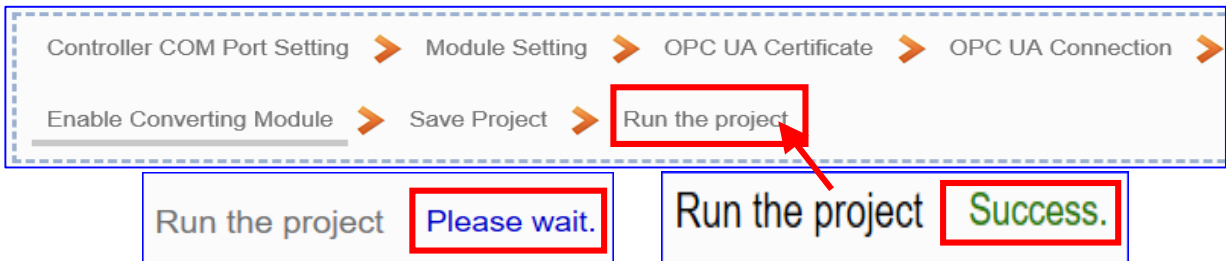 Controller COM Port Setting Module Setting OPC UA Certificate OPC UA Connection
Enable Converting Module Save Project Run the project
Run the project Please wait.
Run the project Success.